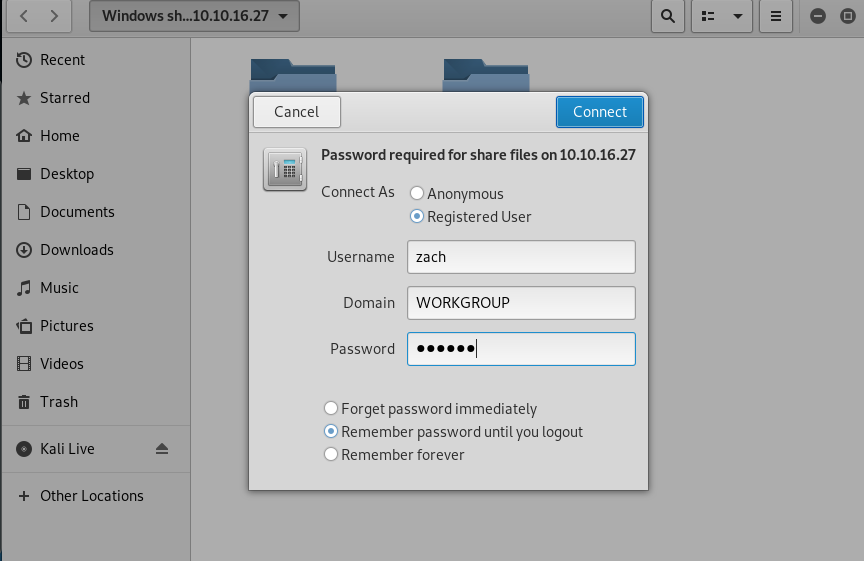 Windows sh...10.10.16.27
Recent
Starred
Home
Desktop
Documents
Downloads
Music
Pictures
Videos
Trash
Kali Live
Other Locations
Cancel
Connect
Password required for share files on 10.10.16.27
Connect As
Anonymous
Registered User
Username
zach
Domain
WORKGROUP
Password
●●●●●●
Forget password immediately
Remember password until you logout
Remember forever